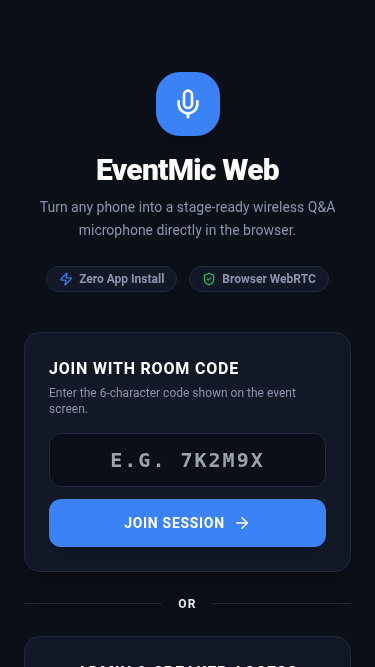 EventMic Web
Turn any phone into a stage-ready wireless Q&A
microphone directly in the browser.
Zero App Install
Browser WebRTC
JOIN WITH ROOM CODE
Enter the 6-character code shown on the event
screen.
E.G. 7K2M9X
JOIN SESSION
OR